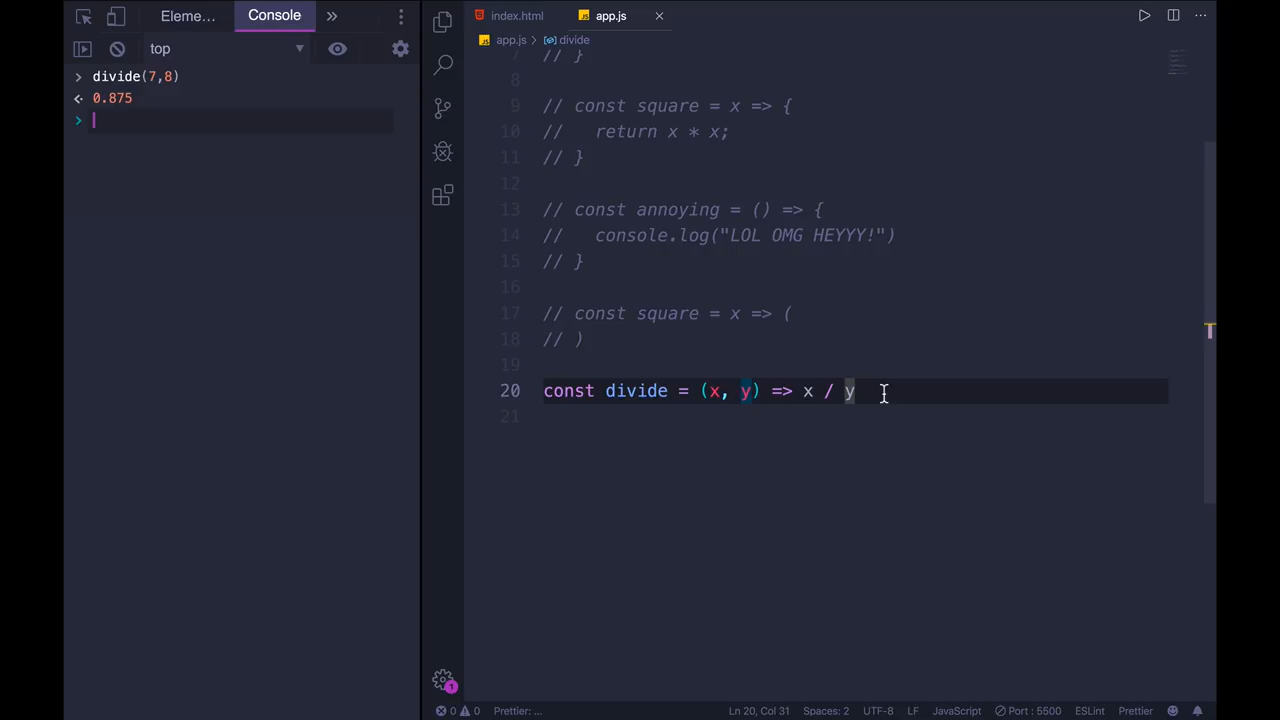 Eleme...
Console
»
top
> divide(7,8)
<· 0.875
>
index.html
app.js
app.js > divide
7 // }
8
9 // const square = x => {
10 //   return x * x;
11 // }
12
13 // const annoying = () => {
14 //   console.log("LOL OMG HEYYY!")
15 // }
16
17 // const square = x => (
18 // )
19
20 const divide = (x, y) => x / y
21
1
0 0 Prettier: ... Ln 20, Col 31 Spaces: 2 UTF-8 LF JavaScript Port : 5500 ESLint Prettier